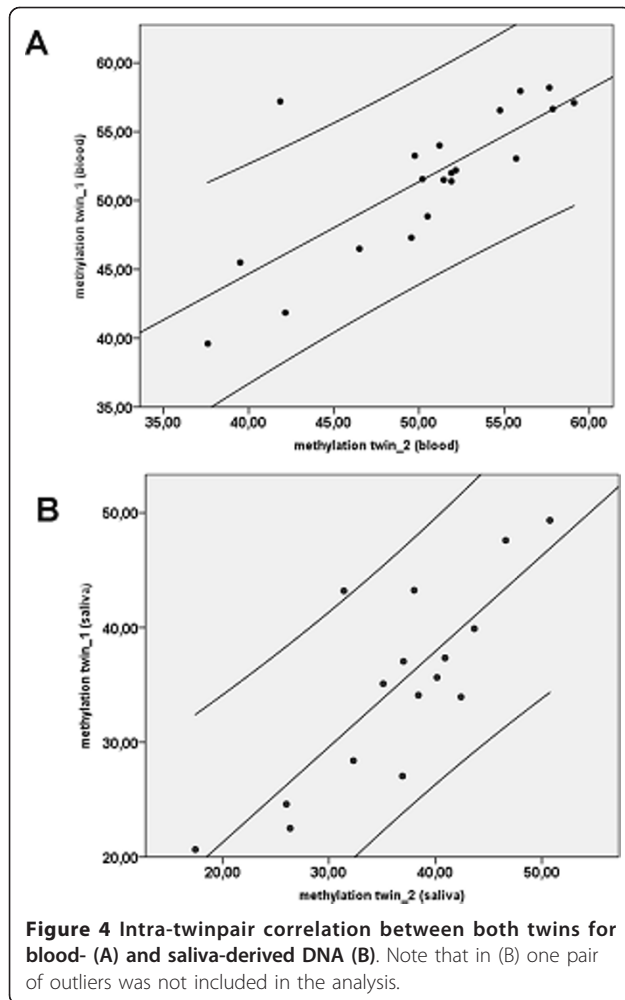 A
60,00
55,00
50,00
45,00
40,00
35,00
methylation twin_1 (blood)
35,00 40,00 45,00 50,00 55,00 60,00
methylation twin_2 (blood)
B
50,00
40,00
30,00
20,00
methylation twin_1 (saliva)
20,00 30,00 40,00 50,00
methylation twin_2 (saliva)
Figure 4 Intra-twinpair correlation between both twins for
blood- (A) and saliva-derived DNA (B). Note that in (B) one pair
of outliers was not included in the analysis.